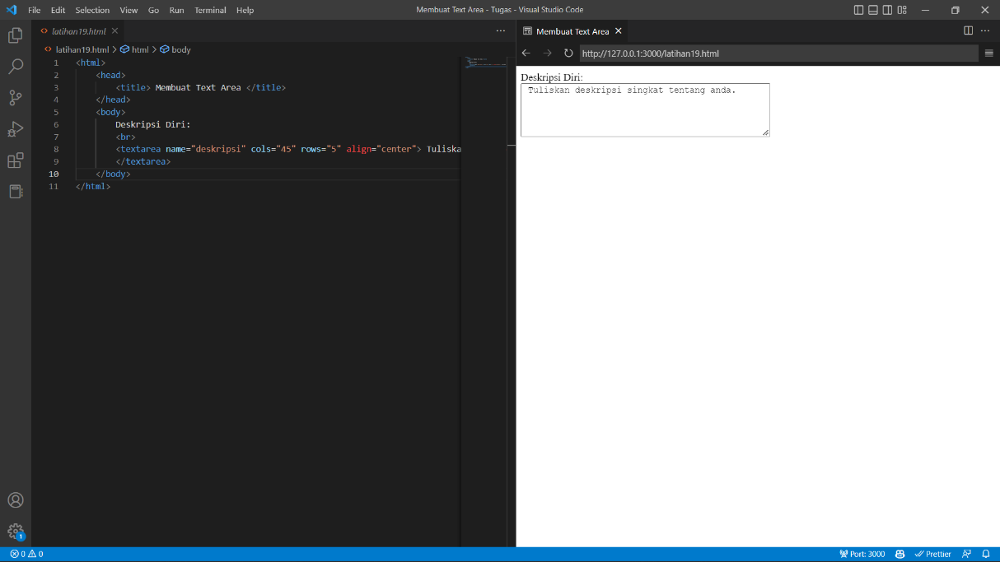 File Edit Selection View Go Run Terminal Help
Membuat Text Area - Tugas - Visual Studio Code
latihan19.html
latihan19.html > html > body
1 <html>
2 <head>
3 <title> Membuat Text Area </title>
4 </head>
5 <body>
6 Deskripsi Diri:
7 <br>
8 <textarea name="deskripsi" cols="45" rows="5" align="center"> Tuliska
9 </textarea>
10 </body>
11 </html>
Membuat Text Area
http://127.0.0.1:3000/latihan19.html
Deskripsi Diri:
Tuliskan deskripsi singkat tentang anda.
1
0 0
Port: 3000
Prettier